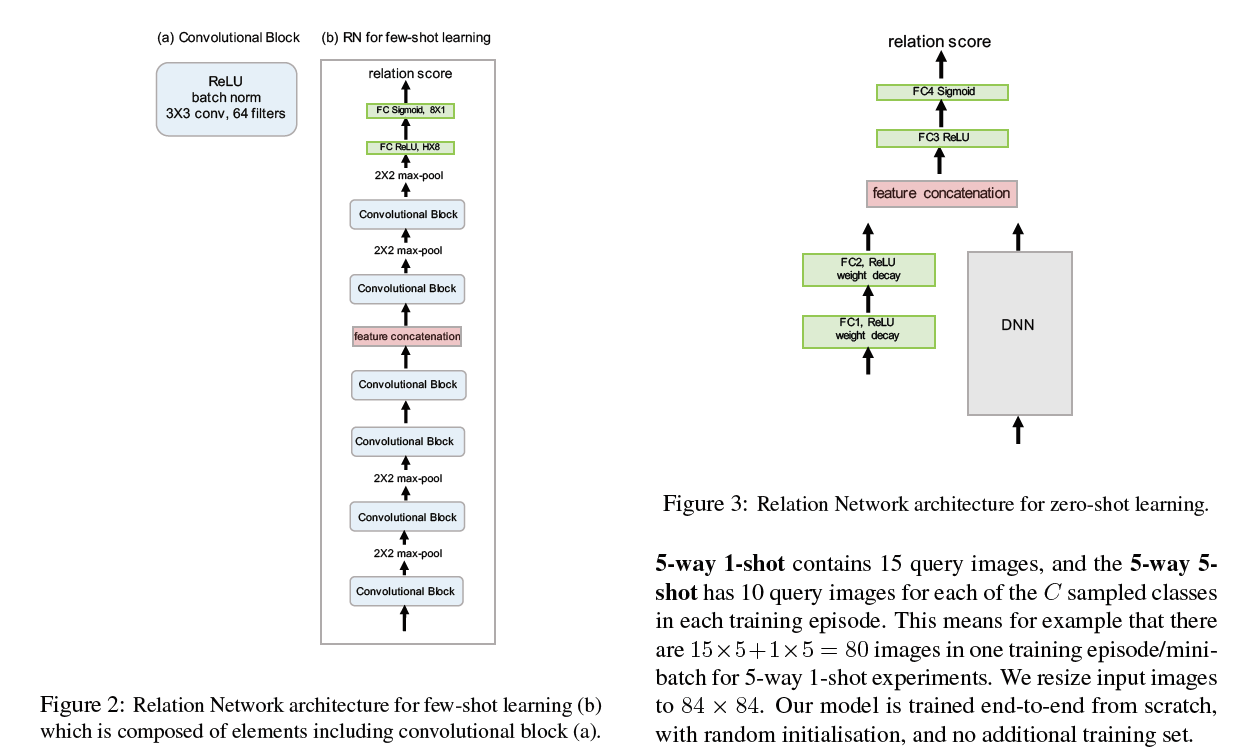 (a) Convolutional Block
ReLU
batch norm
3X3 conv, 64 filters
(b) RN for few-shot learning
relation score
FC Sigmoid, 8X1
FC ReLU, HX8
2X2 max-pool
Convolutional Block
2X2 max-pool
Convolutional Block
feature concatenation
Convolutional Block
Convolutional Block
2X2 max-pool
Convolutional Block
2X2 max-pool
Convolutional Block
Figure 2: Relation Network architecture for few-shot learning (b)
which is composed of elements including convolutional block (a).
relation score
FC4 Sigmoid
FC3 ReLU
feature concatenation
FC2, ReLU
weight decay
FC1, ReLU
weight decay
DNN
Figure 3: Relation Network architecture for zero-shot learning.
5-way 1-shot contains 15 query images, and the 5-way 5-
shot has 10 query images for each of the C sampled classes
in each training episode. This means for example that there
are 15×5+1×5 = 80 images in one training episode/mini-
batch for 5-way 1-shot experiments. We resize input images
to 84 × 84. Our model is trained end-to-end from scratch,
with random initialisation, and no additional training set.